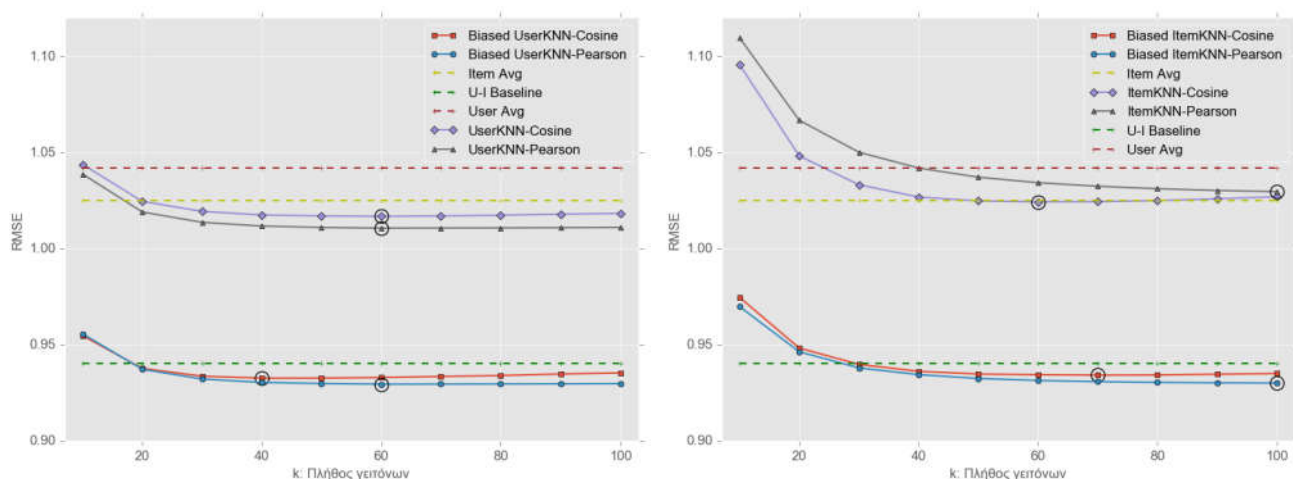 Biased UserKNN-Cosine
Biased UserKNN-Pearson
Item Avg
U-I Baseline
User Avg
UserKNN-Cosine
UserKNN-Pearson
1.10
1.05
1.00
0.95
0.90
RMSE
20
40
60
80
100
k: Πλήθος γειτόνων
Biased ItemKNN-Cosine
Biased ItemKNN-Pearson
Item Avg
ItemKNN-Cosine
ItemKNN-Pearson
U-I Baseline
User Avg
1.10
1.05
1.00
0.95
0.90
RMSE
20
40
60
80
100
k: Πλήθος γειτόνων